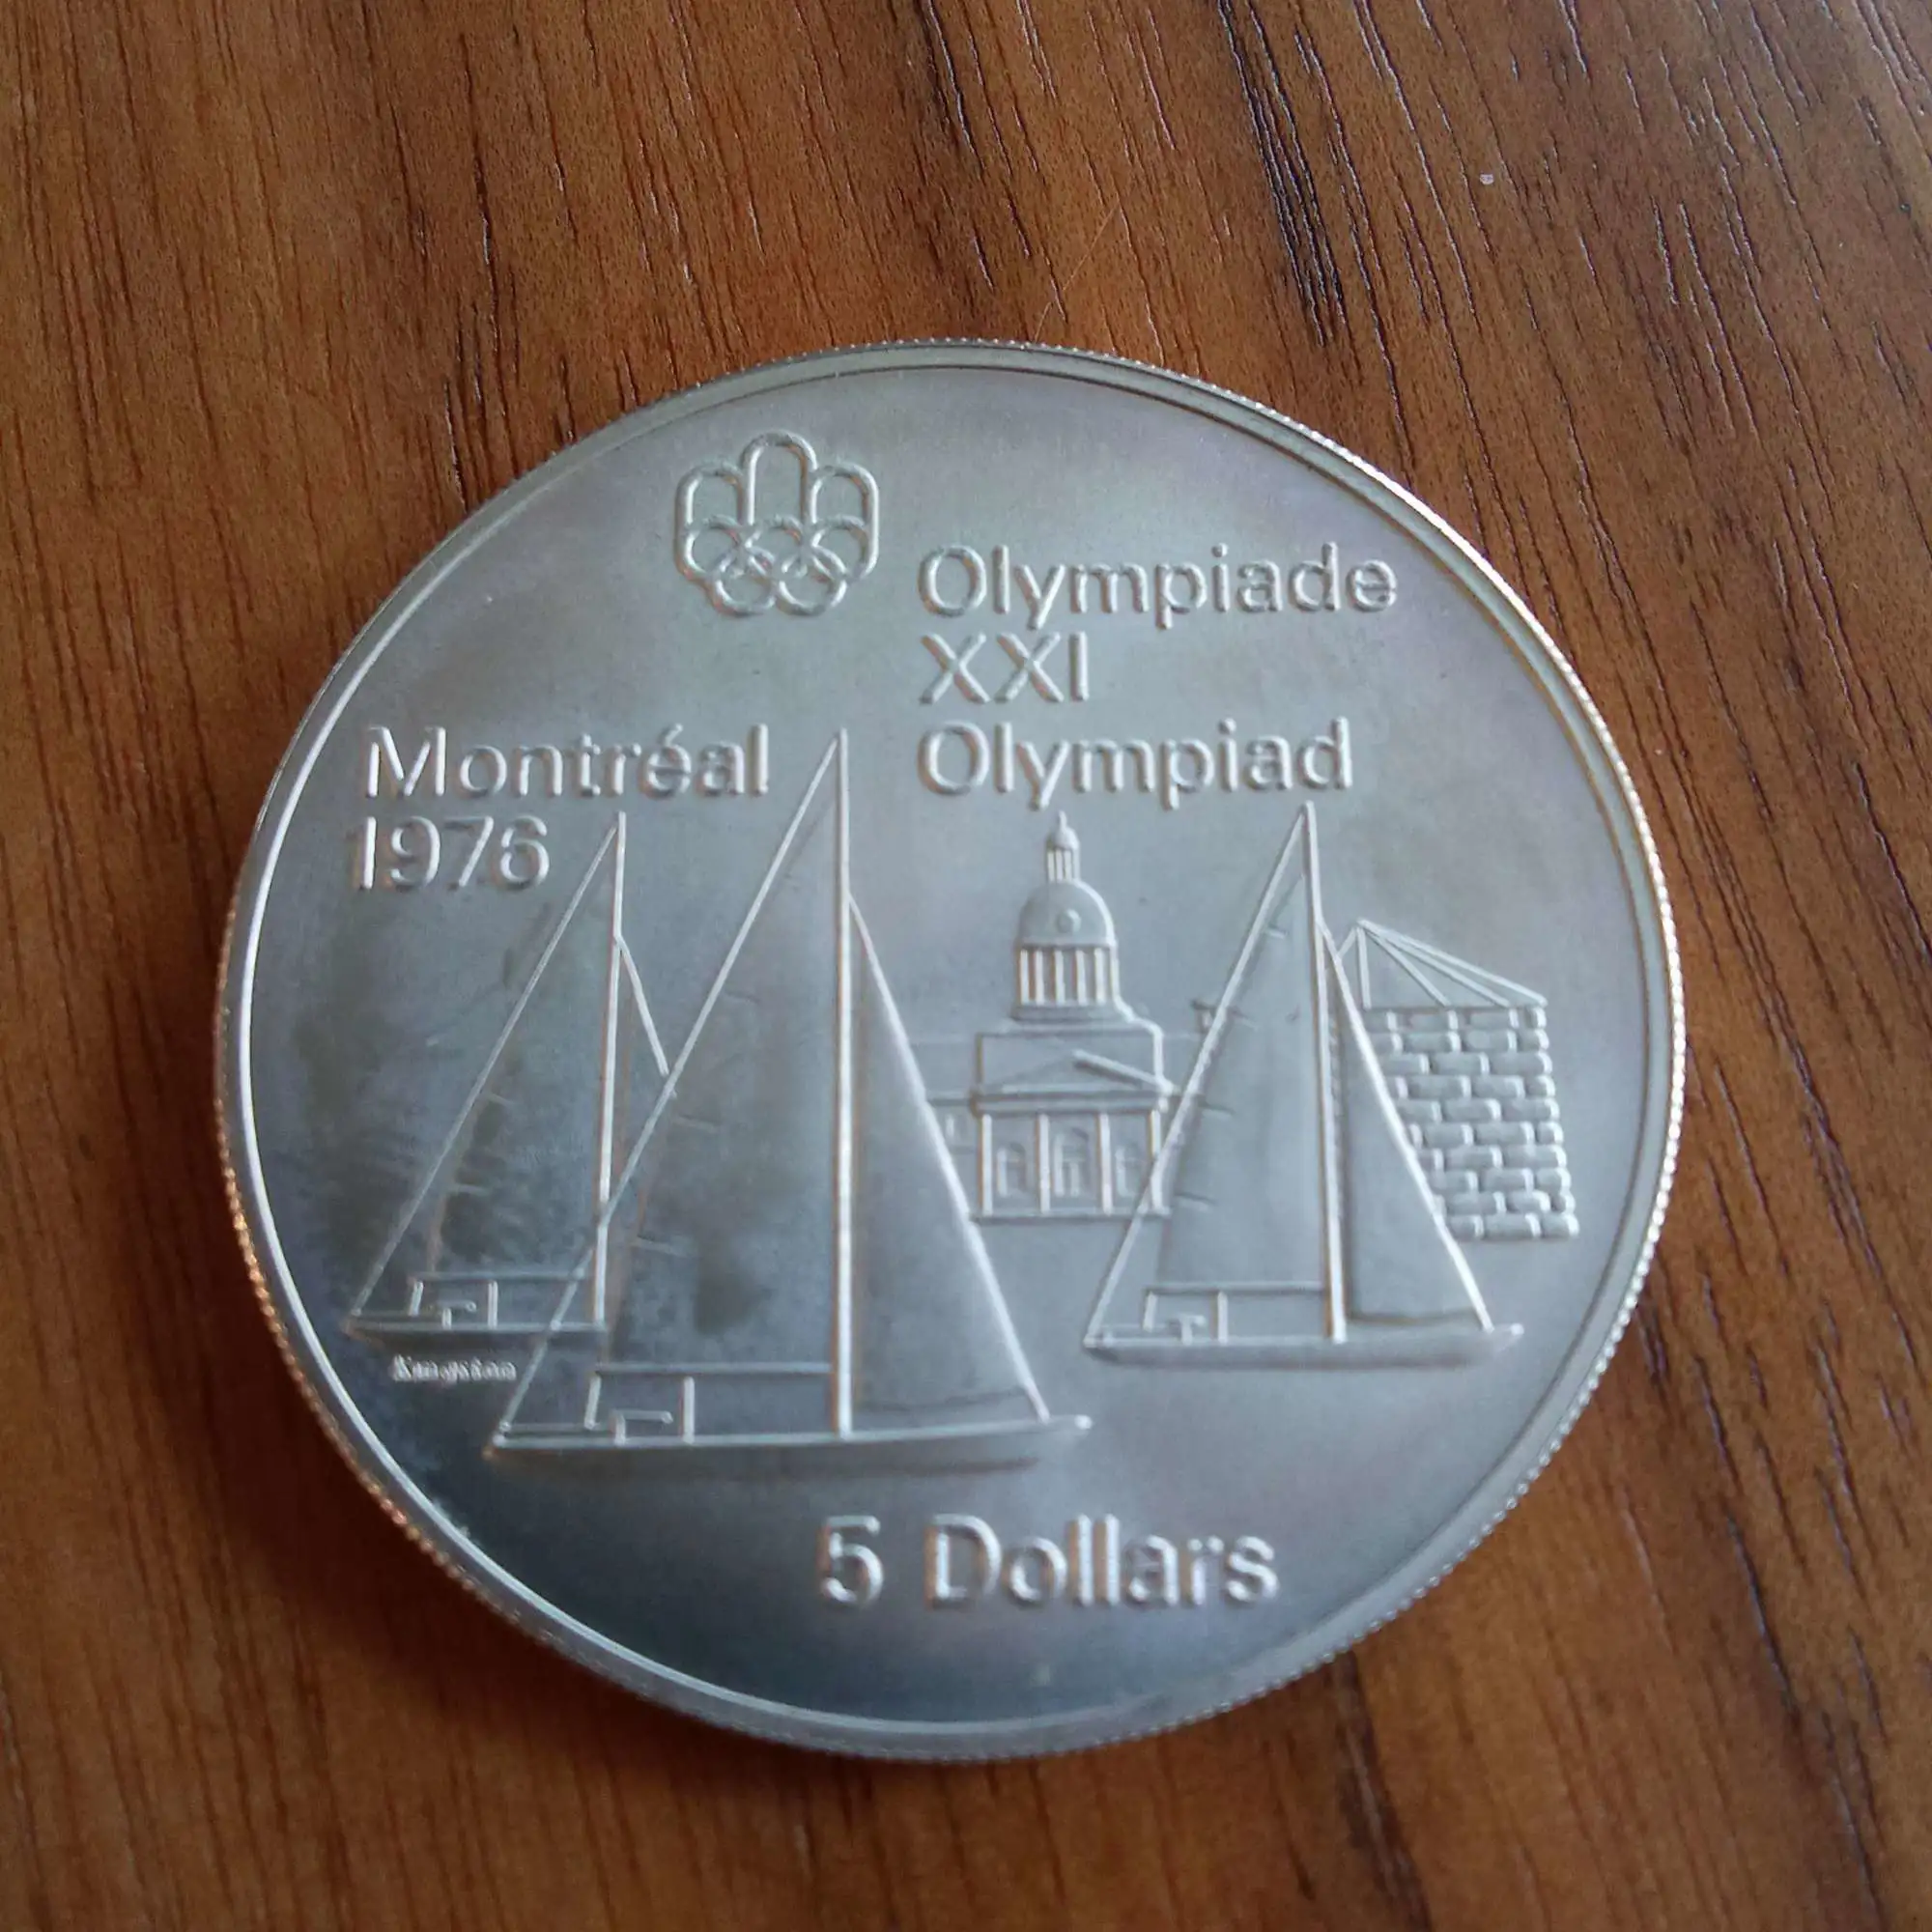 Olympiade
XXI
Olympiad
Montréal
1976
Kingston
5 Dollars